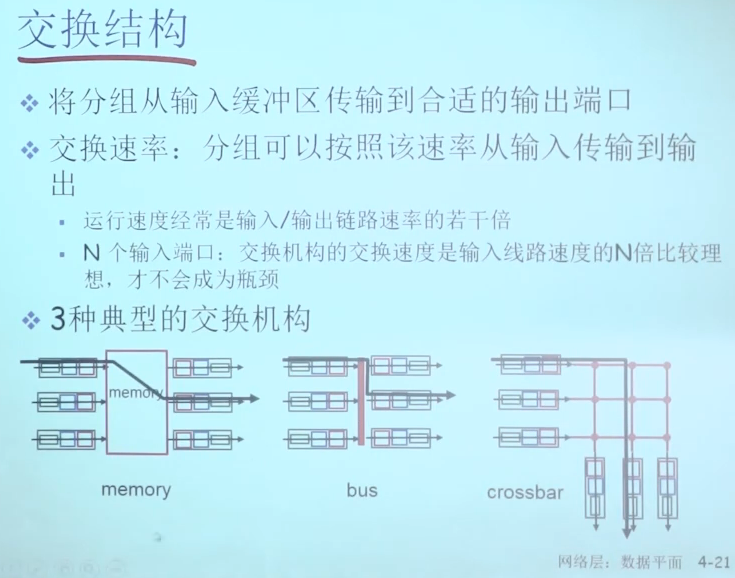 交换结构
将分组从输入缓冲区传输到合适的输出端口
交换速率：分组可以按照该速率从输入传输到输
出
运行速度经常是输入/输出链路速率的若干倍
N 个输入端口：交换机构的交换速度是输入线路速度的N倍比较理
想，才不会成为瓶颈
3种典型的交换机构
memory
memory
bus
crossbar
网络层：数据平面 4-21